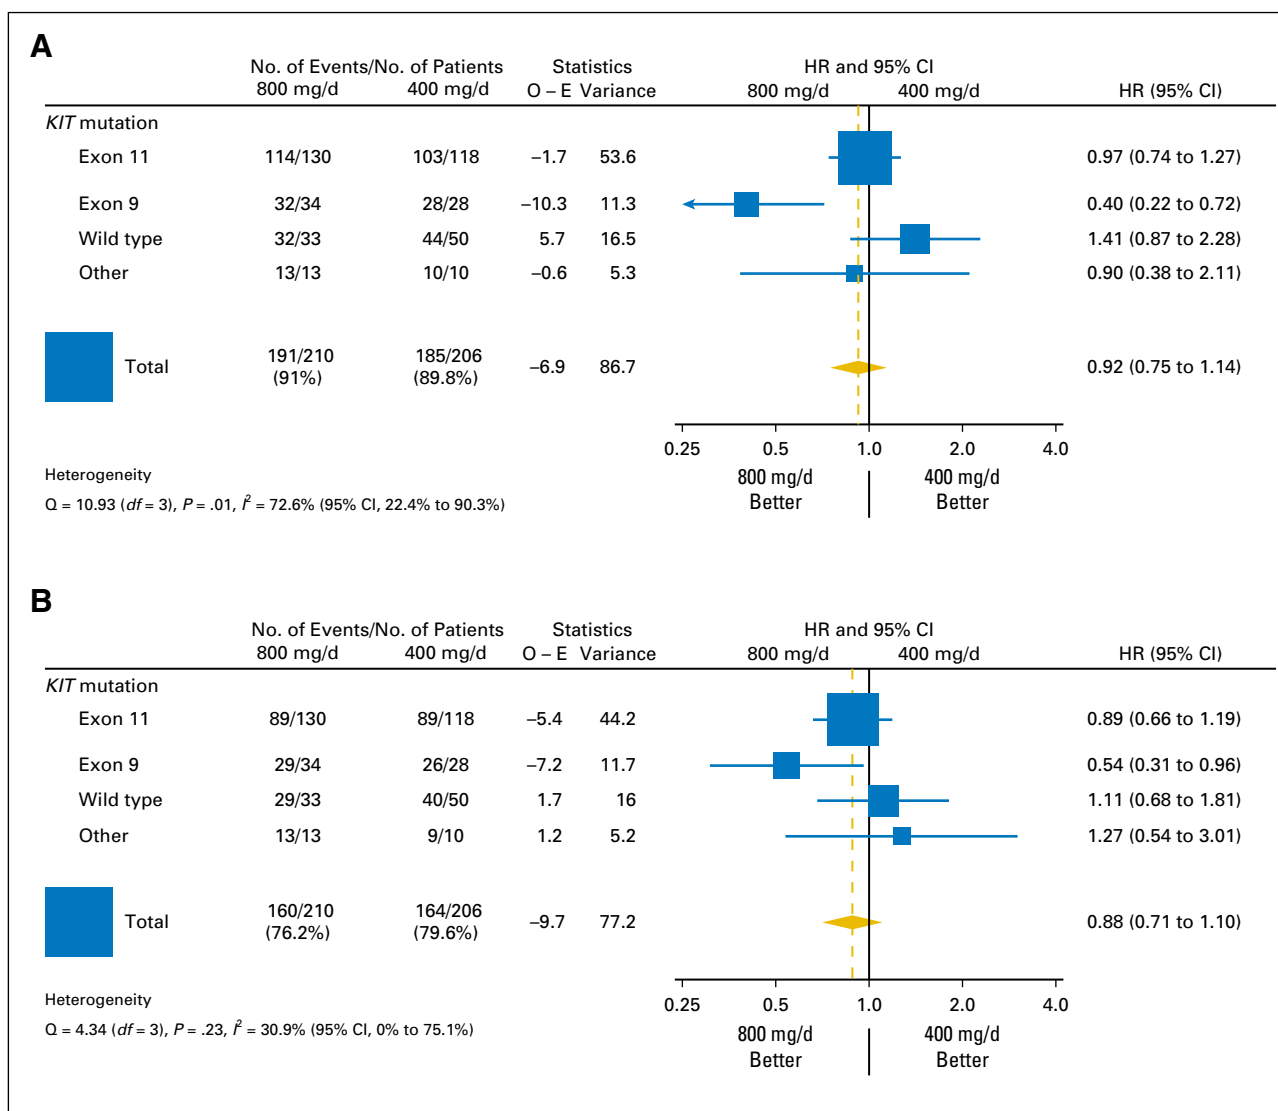 A
No. of Events/No. of Patients Statistics HR and 95% CI
800 mg/d 400 mg/d O – E Variance 800 mg/d 400 mg/d HR (95% CI)
KIT mutation
Exon 11 114/130 103/118 –1.7 53.6 0.97 (0.74 to 1.27)
Exon 9 32/34 28/28 –10.3 11.3 0.40 (0.22 to 0.72)
Wild type 32/33 44/50 5.7 16.5 1.41 (0.87 to 2.28)
Other 13/13 10/10 –0.6 5.3 0.90 (0.38 to 2.11)
Total 191/210 (91%) 185/206 (89.8%) –6.9 86.7 0.92 (0.75 to 1.14)
0.25 0.5 1.0 2.0 4.0
800 mg/d Better 400 mg/d Better
Heterogeneity
Q = 10.93 (df = 3), P = .01, I² = 72.6% (95% CI, 22.4% to 90.3%)
B
No. of Events/No. of Patients Statistics HR and 95% CI
800 mg/d 400 mg/d O – E Variance 800 mg/d 400 mg/d HR (95% CI)
KIT mutation
Exon 11 89/130 89/118 –5.4 44.2 0.89 (0.66 to 1.19)
Exon 9 29/34 26/28 –7.2 11.7 0.54 (0.31 to 0.96)
Wild type 29/33 40/50 1.7 16 1.11 (0.68 to 1.81)
Other 13/13 9/10 1.2 5.2 1.27 (0.54 to 3.01)
Total 160/210 (76.2%) 164/206 (79.6%) –9.7 77.2 0.88 (0.71 to 1.10)
0.25 0.5 1.0 2.0 4.0
Heterogeneity
Q = 4.34 (df = 3), P = .23, I² = 30.9% (95% CI, 0% to 75.1%)
800 mg/d Better 400 mg/d Better